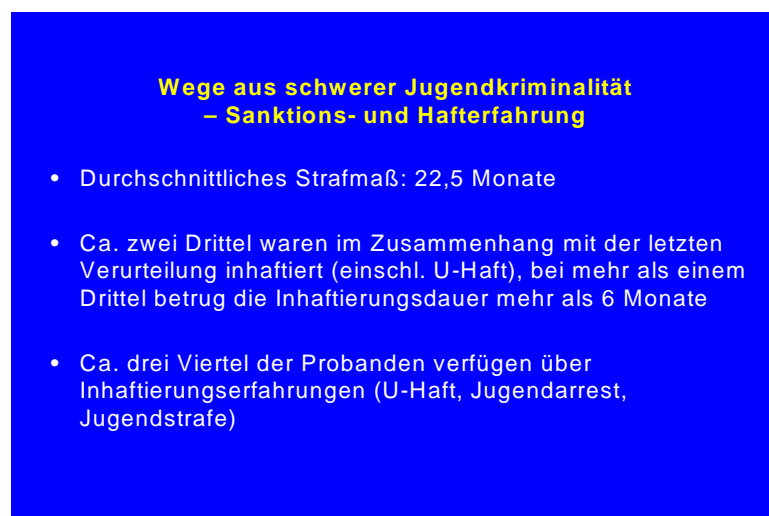 Wege aus schwerer Jugendkriminalität
– Sanktions- und Hafterfahrung
• Durchschnittliches Strafmaß: 22,5 Monate
• Ca. zwei Drittel waren im Zusammenhang mit der letzten
Verurteilung inhaftiert (einschl. U-Haft), bei mehr als einem
Drittel betrug die Inhaftierungsdauer mehr als 6 Monate
• Ca. drei Viertel der Probanden verfügen über
Inhaftierungserfahrungen (U-Haft, Jugendarrest,
Jugendstrafe)